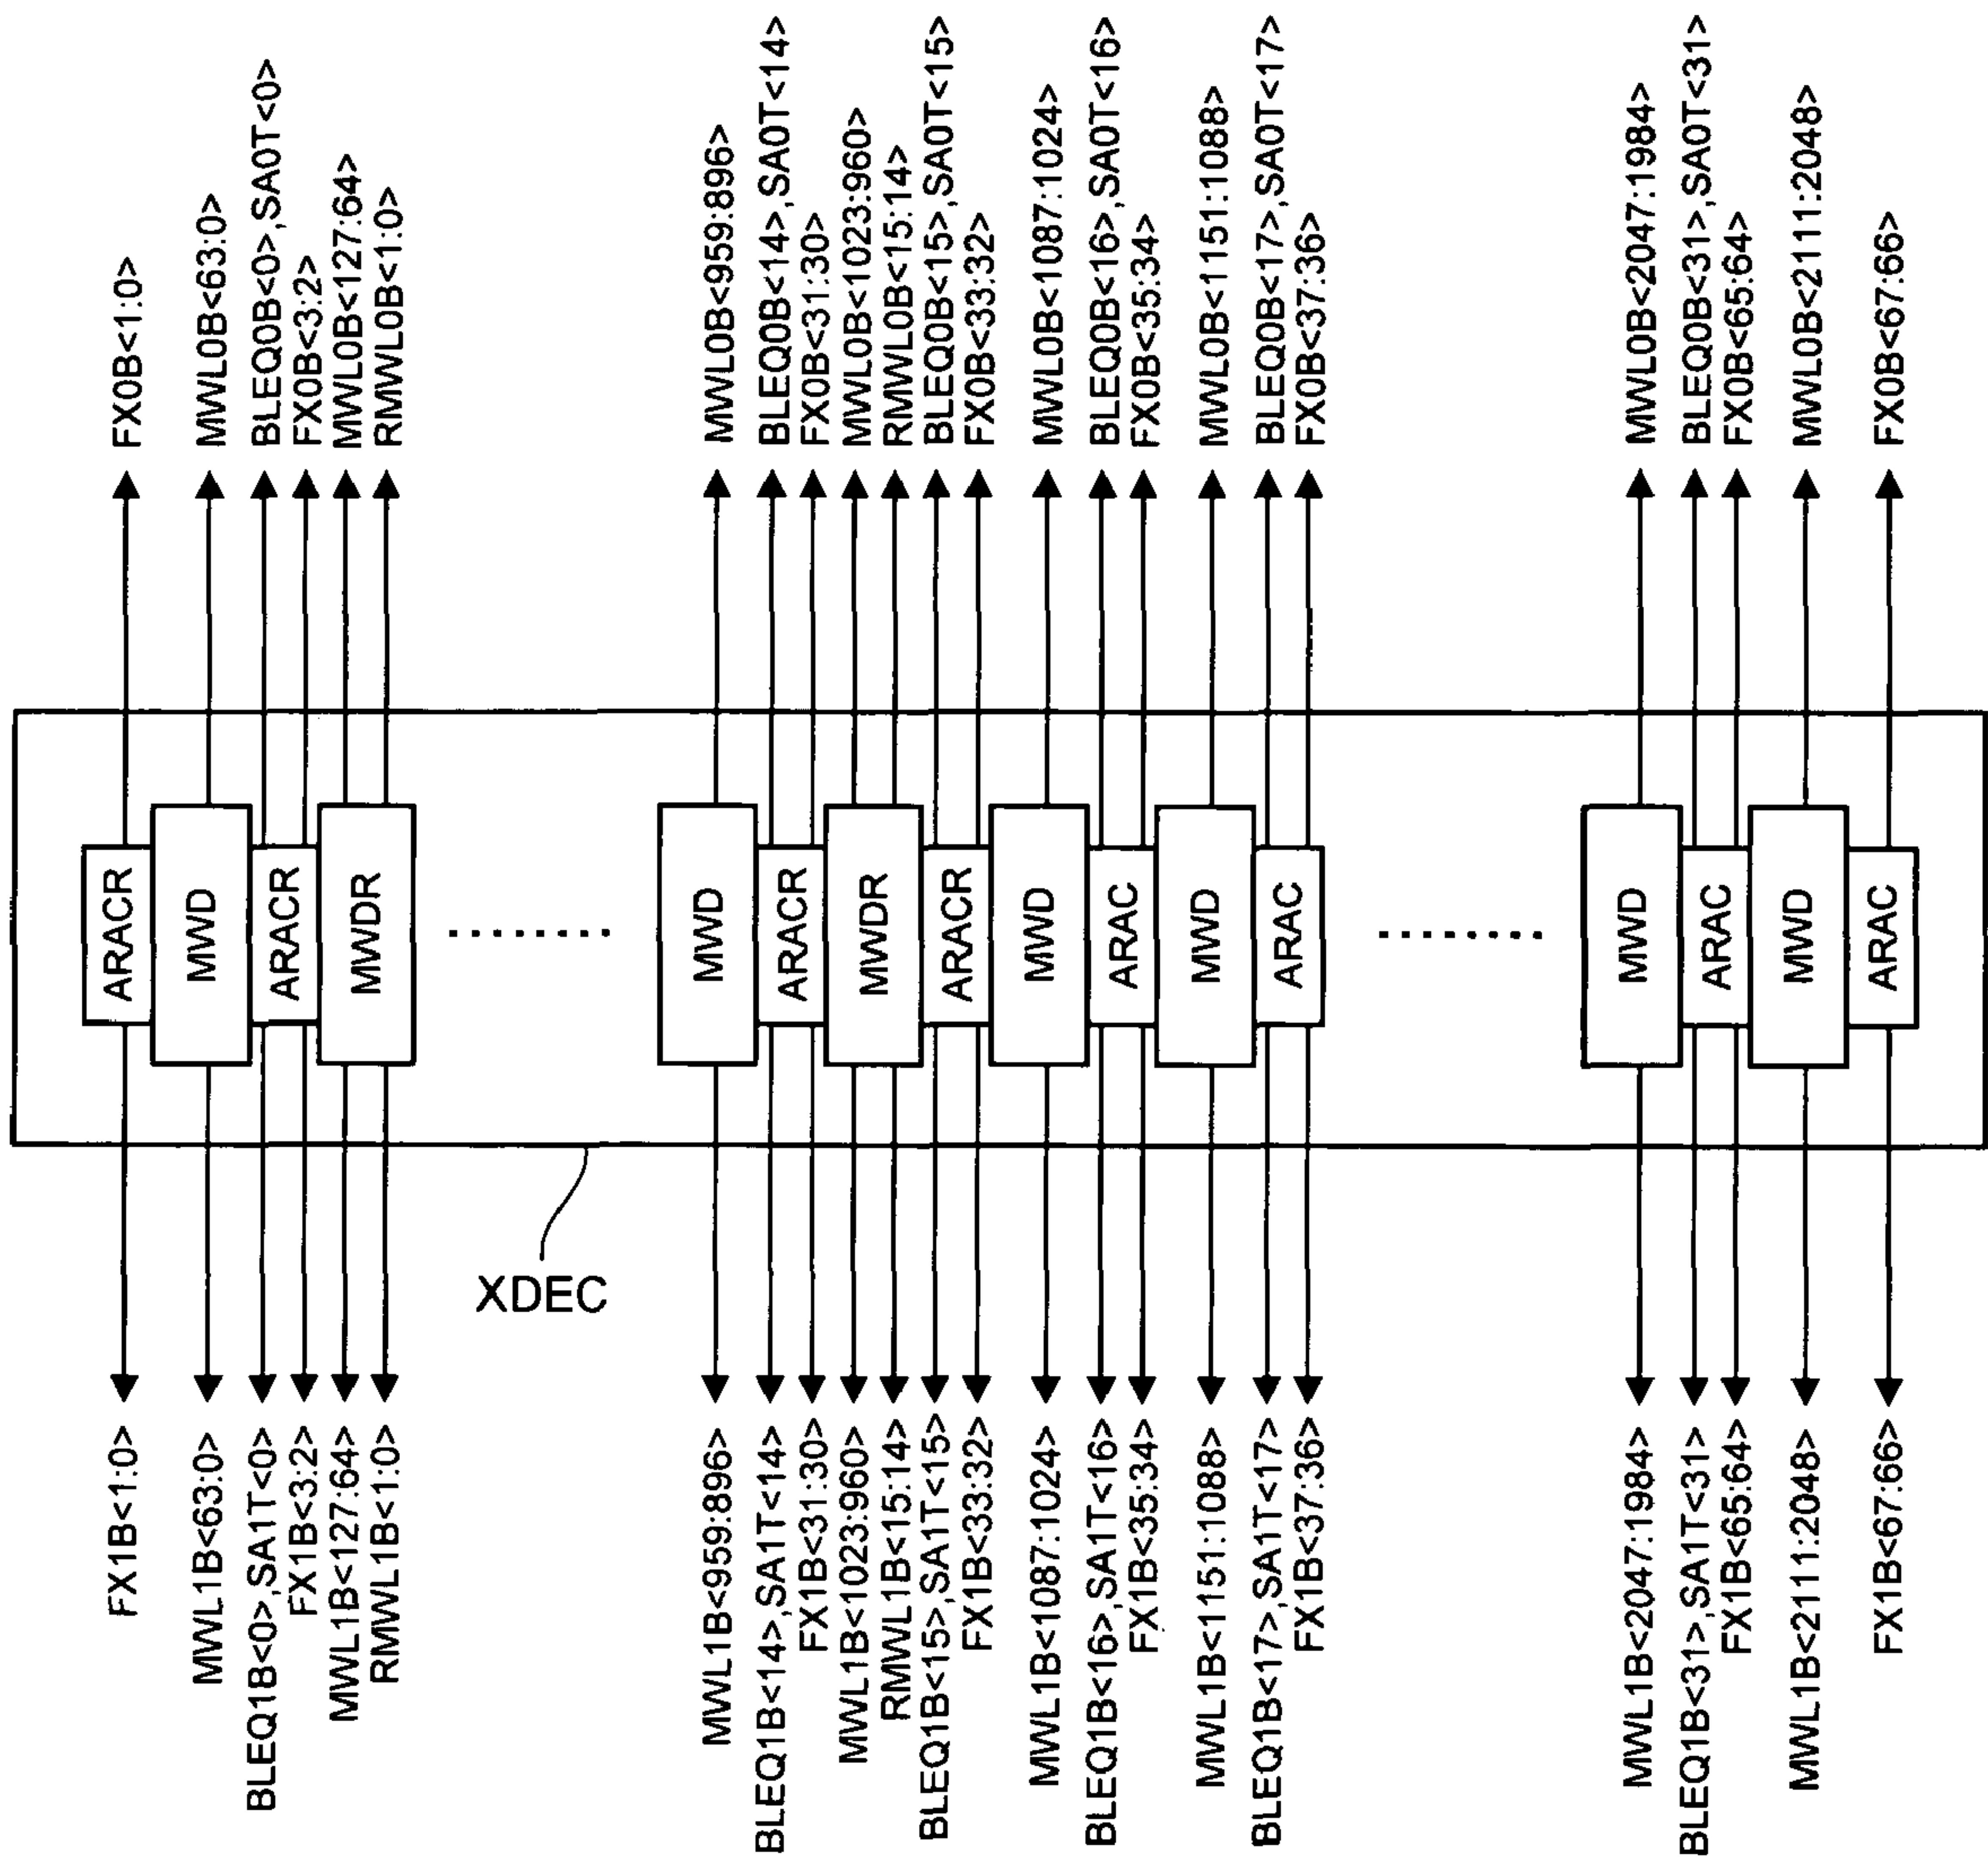 FX0B<1:0>
MWL0B<63:0>
BLEQ0B<0>,SA0T<0>
FX0B<3:2>
MWL0B<127:64>
RMWL0B<1:0>
MWL0B<959:896>
BLEQ0B<14>,SA0T<14>
FX0B<31:30>
MWL0B<1023:960>
RMWL0B<15:14>
BLEQ0B<15>,SA0T<15>
FX0B<33:32>
MWL0B<1087:1024>
BLEQ0B<16>,SA0T<16>
FX0B<35:34>
MWL0B<1151:1088>
BLEQ0B<17>,SA0T<17>
FX0B<37:36>
MWL0B<2047:1984>
BLEQ0B<31>,SA0T<31>
FX0B<65:64>
MWL0B<2111:2048>
FX0B<67:66>
ARACR
MWD
ARACR
MWDR
MWD
ARACR
MWDR
ARACR
MWD
ARAC
MWD
ARAC
MWD
ARAC
MWD
ARAC
XDEC
FX1B<1:0>
MWL1B<63:0>
BLEQ1B<0>,SA1T<0>
FX1B<3:2>
MWL1B<127:64>
RMWL1B<1:0>
MWL1B<959:896>
BLEQ1B<14>,SA1T<14>
FX1B<31:30>
MWL1B<1023:960>
RMWL1B<15:14>
BLEQ1B<15>,SA1T<15>
FX1B<33:32>
MWL1B<1087:1024>
BLEQ1B<16>,SA1T<16>
FX1B<35:34>
MWL1B<1151:1088>
BLEQ1B<17>,SA1T<17>
FX1B<37:36>
MWL1B<2047:1984>
BLEQ1B<31>,SA1T<31>
FX1B<65:64>
MWL1B<2111:2048>
FX1B<67:66>